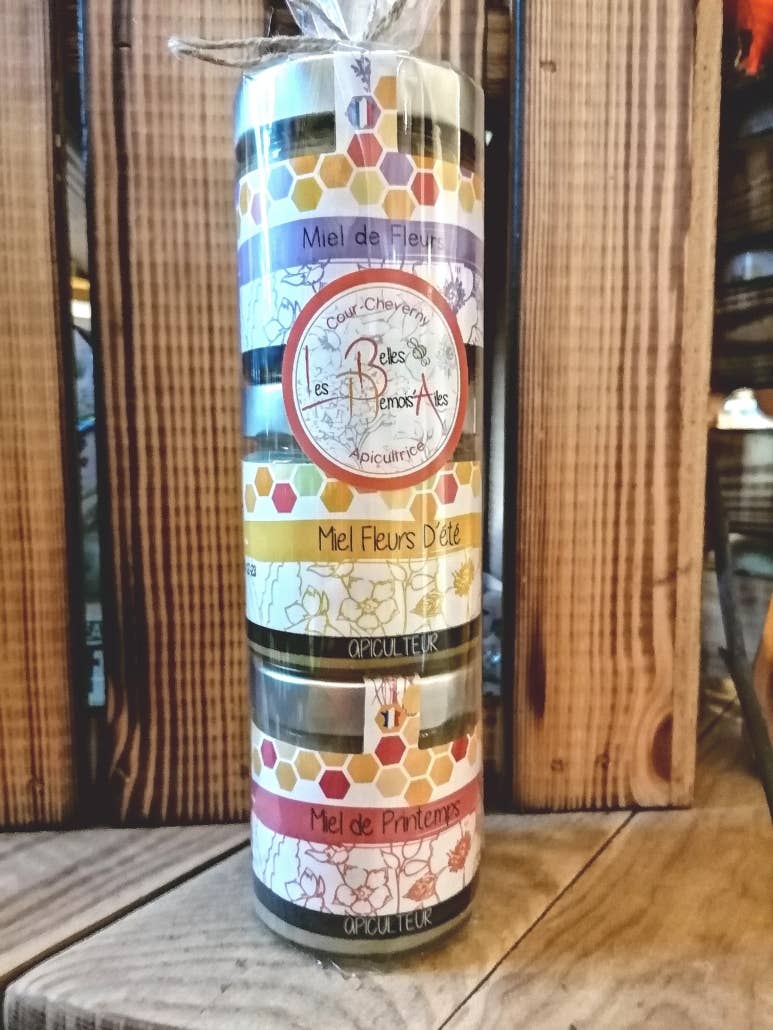 Miel de Fleurs
Cour-Cheverny
Les Belles
Demois'Ailes
Apicultrice
Miel Fleurs D'été
APICULTEUR
Miel de Printemps
APICULTEUR